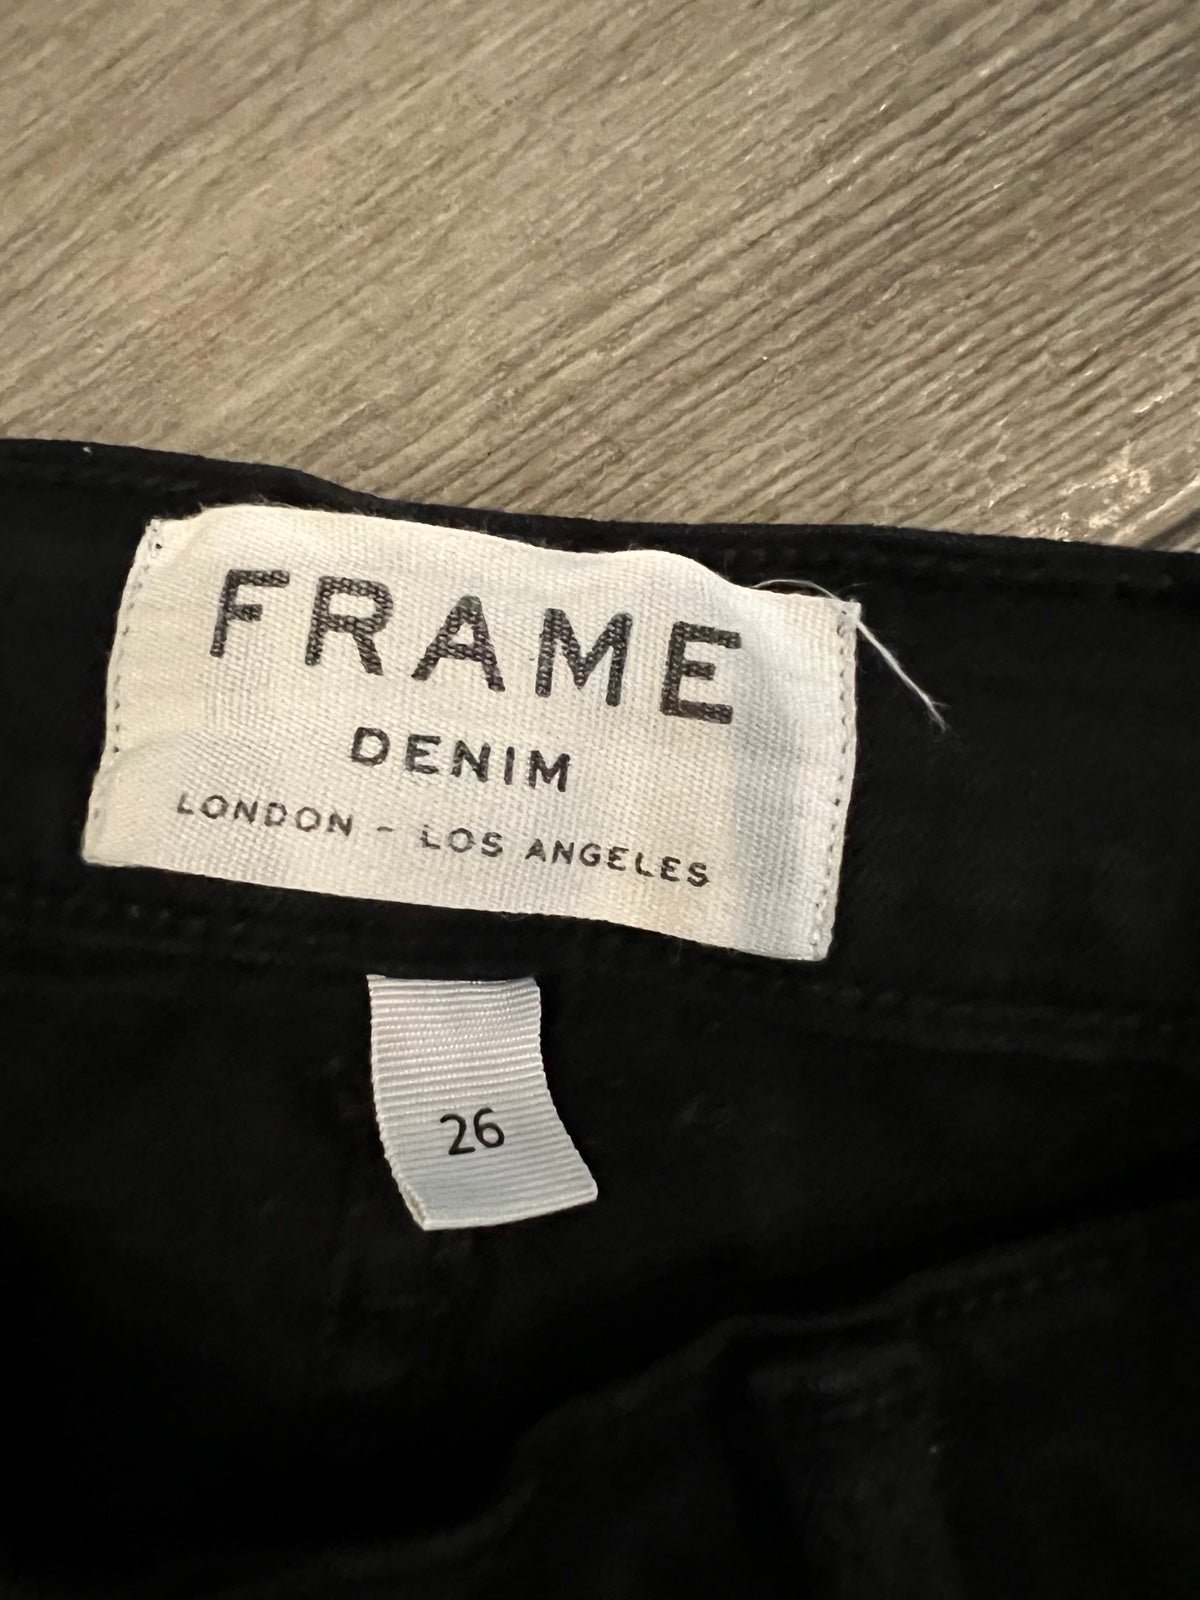 FRAME
DENIM
LONDON - LOS ANGELES
26